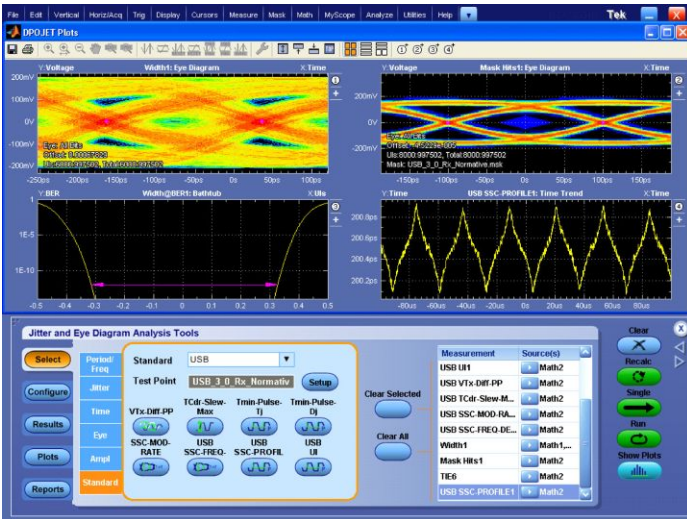 File Edit Vertical Horiz/Acq Trig Display Cursors Measure Mask Math MyScope Analyze Utilities Help Tek
DPOJET Plots
Y:Voltage Width1: Eye Diagram X:Time
200mV
100mV
0V
-100mV
-200mV
Eye: All Bits
-250ps -200ps -150ps -100ps -50ps 0s 50ps 100ps 150ps 200ps
Y:Voltage Mask Hits1: Eye Diagram X:Time
200mV
0V
-200mV
Eye: All Bits
UIs:8000:997502, Total:8000:997502
Mask: USB_3_0_Rx_Normative.msk
-150ps -100ps -50ps 0s 50ps 100ps 150ps
Y:BER Width@BER1: Bathtub X:UIs
1
1E-5
1E-10
-0.5 -0.4 -0.3 -0.2 -0.1 0 0.1 0.2 0.3 0.4 0.5
Y:Time USB SSC-PROFILE1: Time Trend X:Time
200.8ps
200.6ps
200.4ps
200.2ps
-80us -60us -40us -20us 0s 20us 40us 60us 80us
Jitter and Eye Diagram Analysis Tools
Select
Configure
Results
Plots
Reports
Period/
Freq
Jitter
Time
Eye
Ampl
Standard
Standard USB
Test Point USB_3_0_Rx_Normativ Setup
VTx-Diff-PP
TCdr-Slew-
Max
Tmin-Pulse-
Tj
Tmin-Pulse-
Dj
SSC-MOD-
RATE
USB
SSC-FREQ-
USB
SSC-PROFIL
USB
UI
Clear Selected
Clear All
Measurement Source(s)
USB UI1 Math2
USB VTx-Diff-PP Math2
USB TCdr-Slew-M... Math2
USB SSC-MOD-RA... Math2
USB SSC-FREQ-DE... Math2
Width1 Math1,...
Mask Hits1 Math2
TIE6 Math2
USB SSC-PROFILE1 Math2
Clear
Recalc
Single
Run
Show Plots